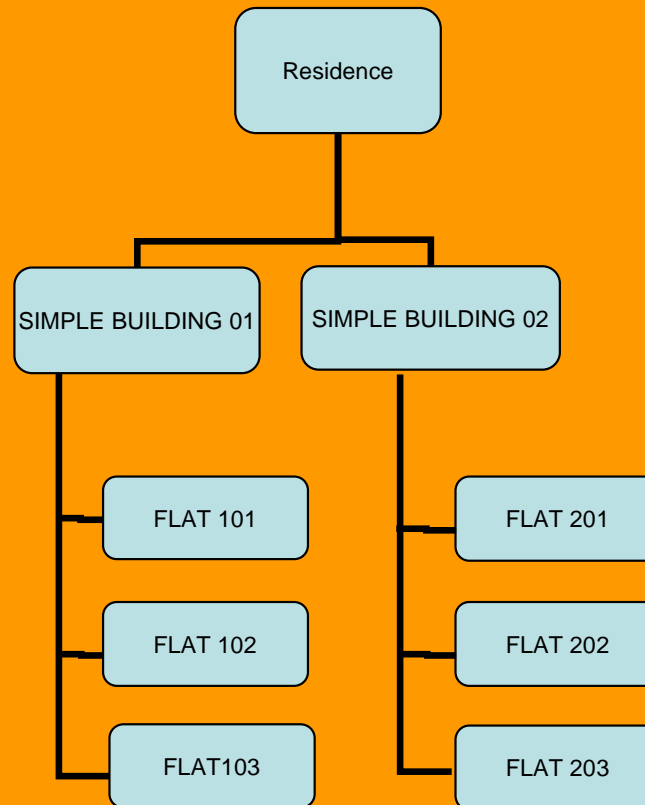 Residence
SIMPLE BUILDING 01
SIMPLE BUILDING 02
FLAT 101
FLAT 201
FLAT 102
FLAT 202
FLAT103
FLAT 203